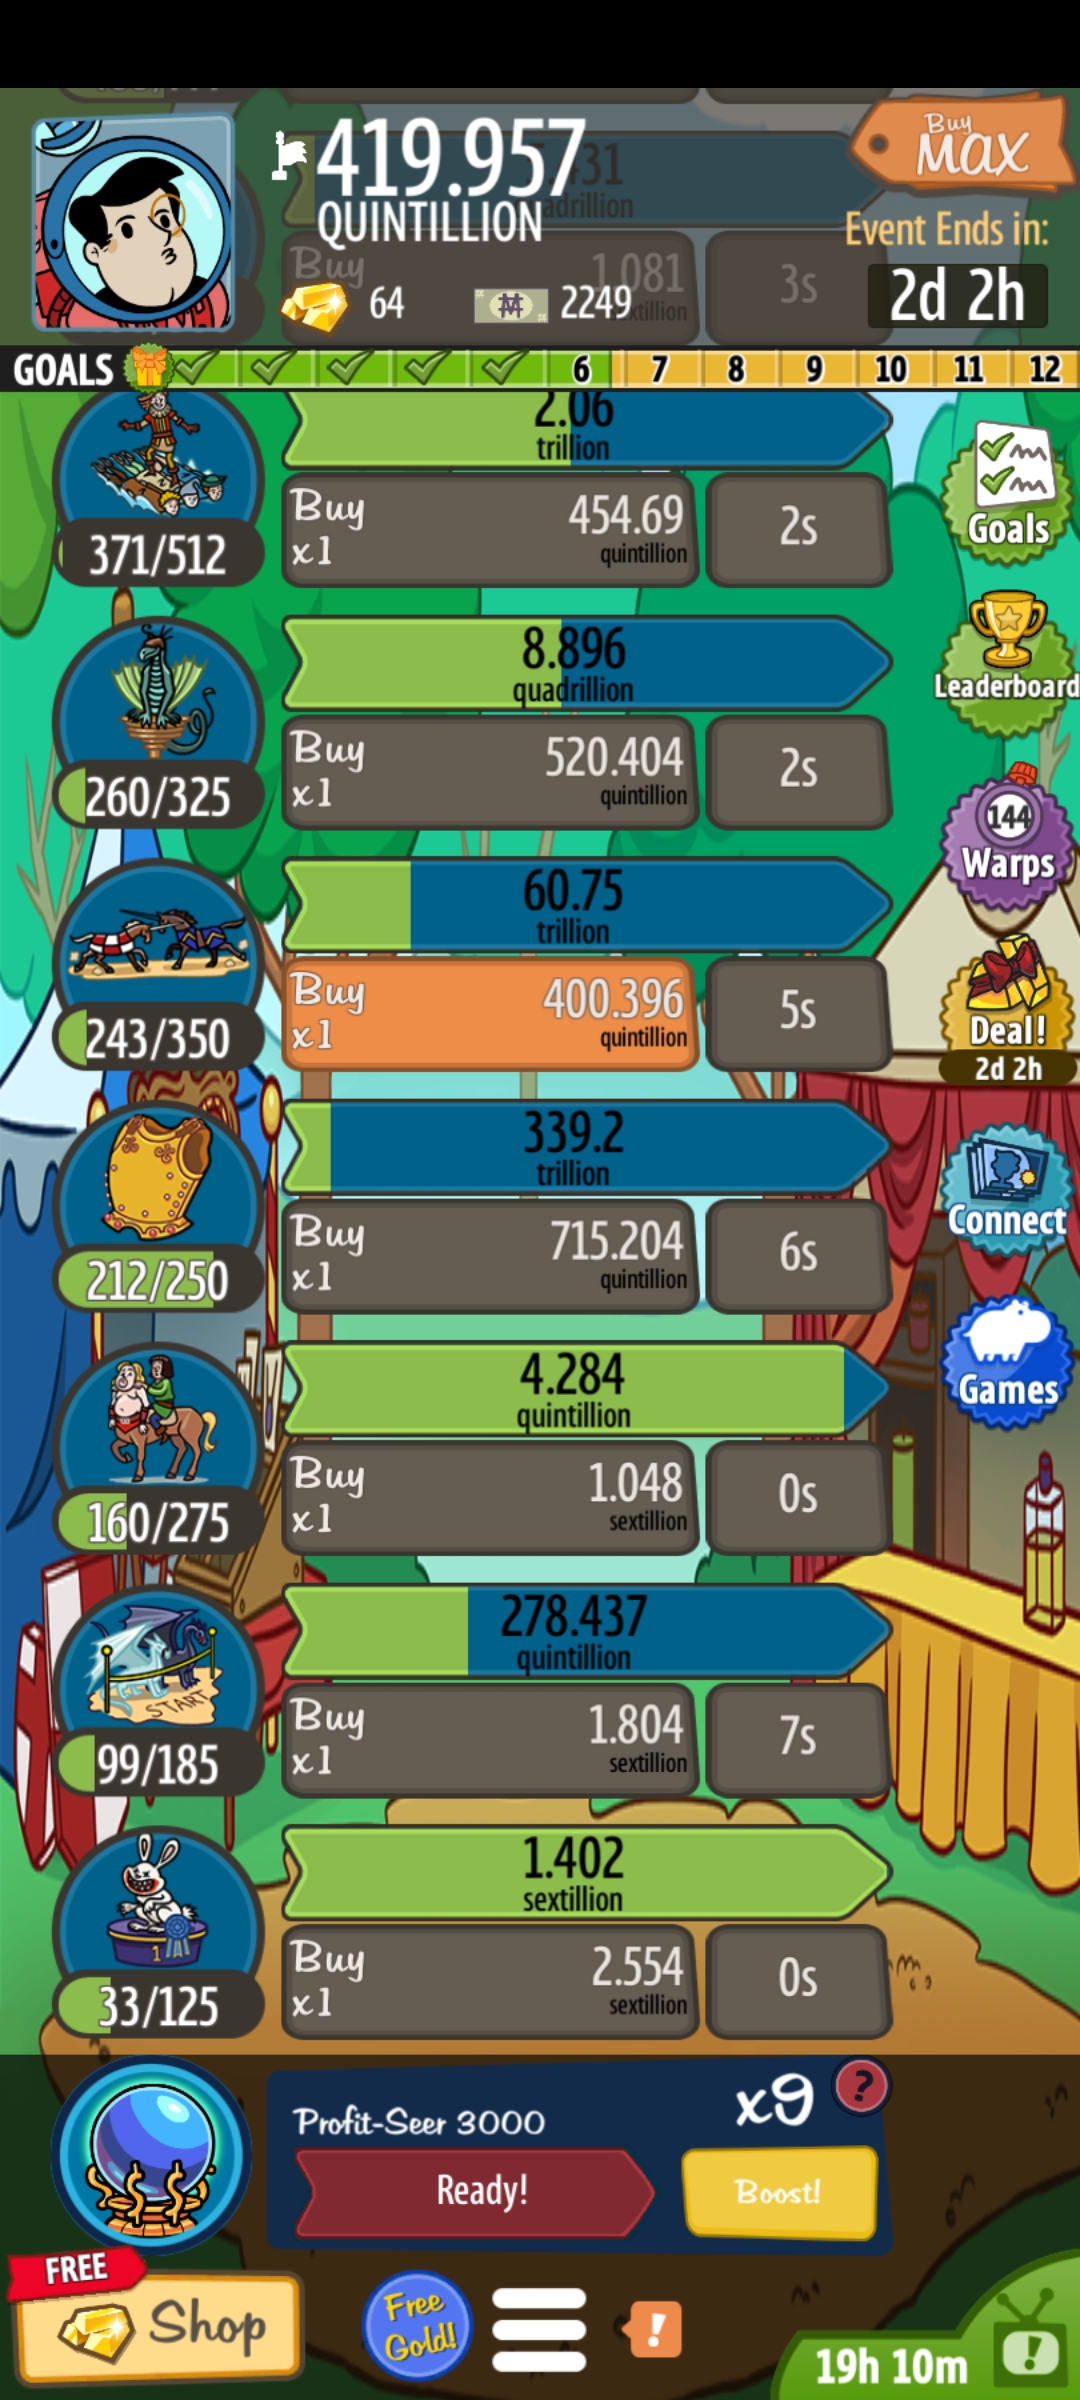 419.957
QUINTILLION
Buy
MAX
Event Ends in:
2d 2h
64
2249
Buy
1.081
3s
GOALS
6
7
8
9
10
11
12
2.06
trillion
371/512
Buy
x1
454.69
quintillion
2s
Goals
8.896
quadrillion
260/325
Buy
x1
520.404
quintillion
2s
Leaderboard
60.75
trillion
243/350
Buy
x1
400.396
quintillion
5s
144
Warps
Deal!
2d 2h
339.2
trillion
212/250
Buy
x1
715.204
quintillion
6s
Connect
4.284
quintillion
160/275
Buy
x1
1.048
sextillion
0s
Games
278.437
quintillion
START
99/185
Buy
x1
1.804
sextillion
7s
1.402
sextillion
1
33/125
Buy
x1
2.554
sextillion
0s
Profit-Seer 3000
x9
?
Ready!
Boost!
FREE
Shop
Free
Gold!
!
19h 10m
!